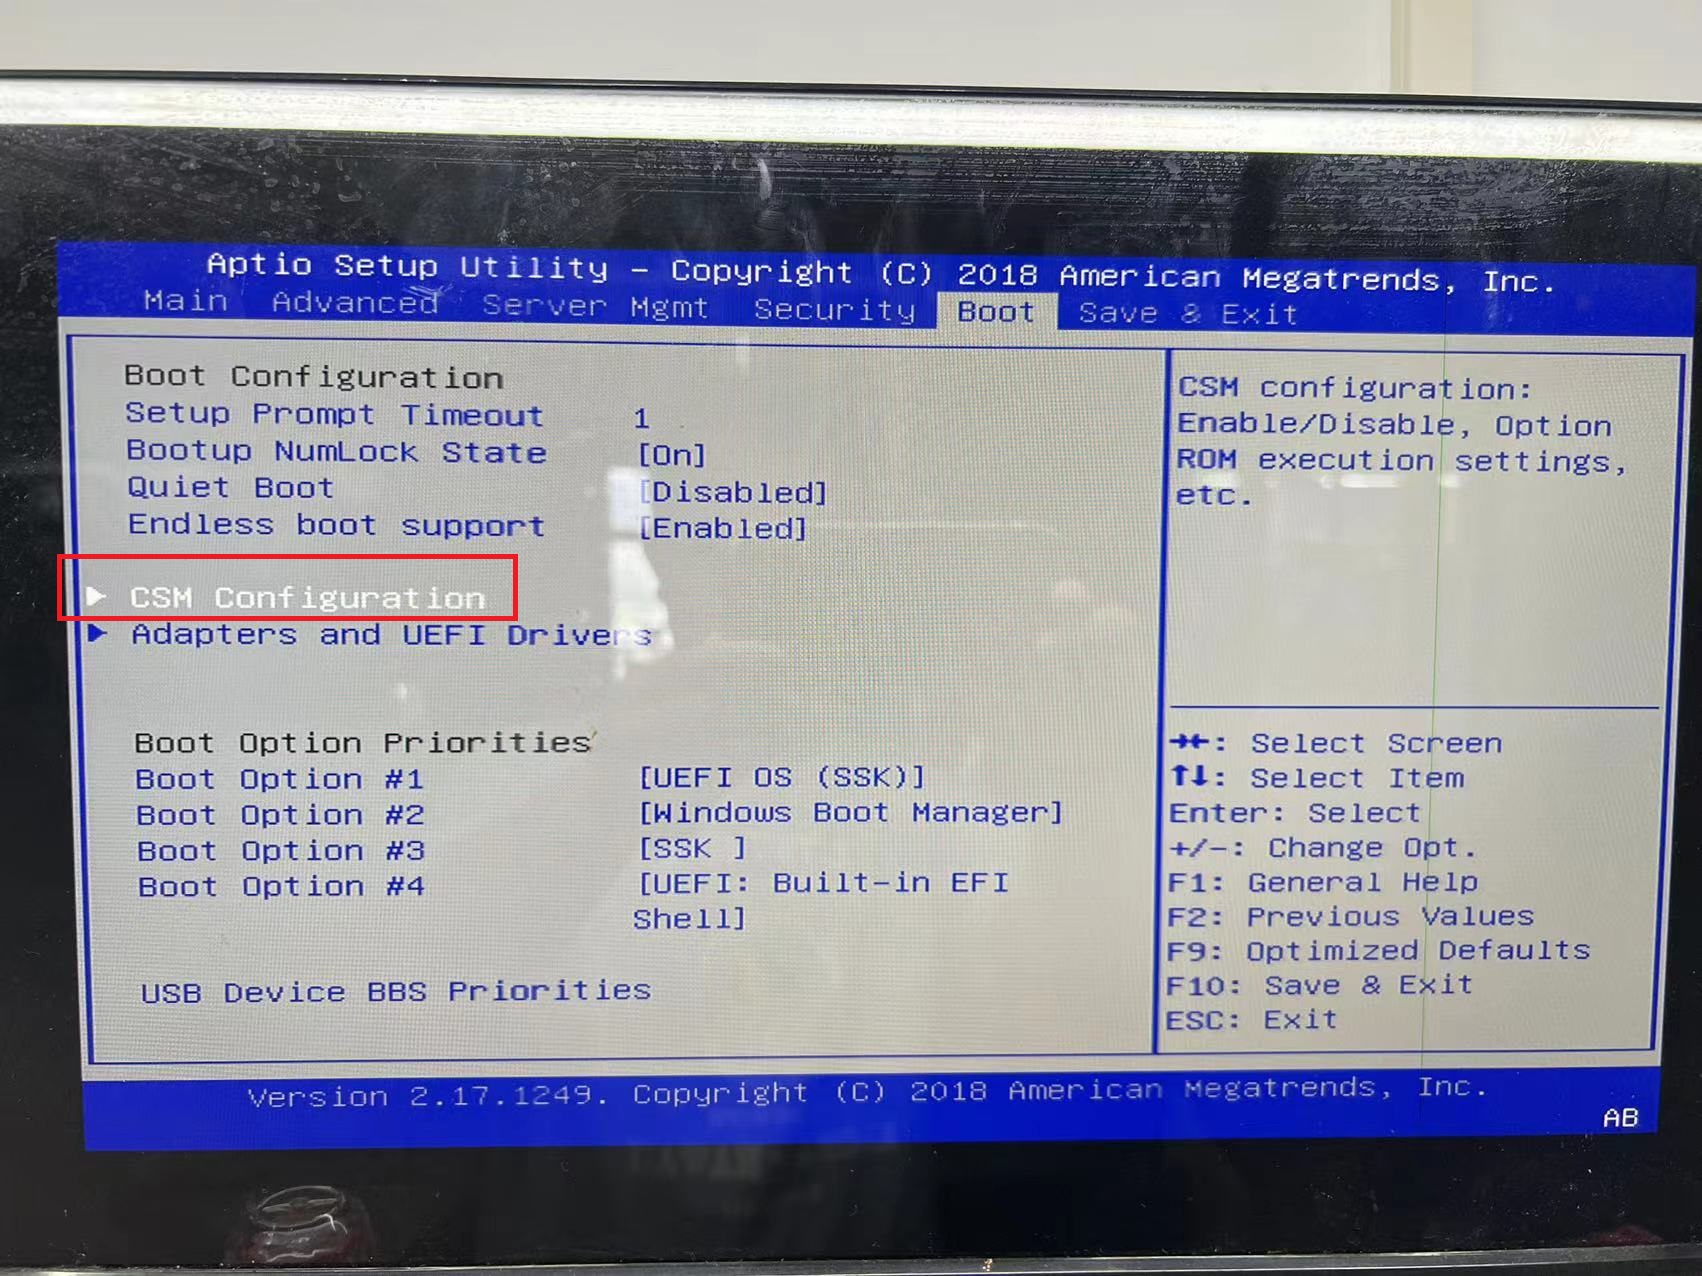 Aptio Setup Utility - Copyright (C) 2018 American Megatrends, Inc.
Main Advanced Server Mgmt Security Boot Save & Exit
Boot Configuration
Setup Prompt Timeout 1
Bootup NumLock State [On]
Quiet Boot [Disabled]
Endless boot support [Enabled]
CSM Configuration
Adapters and UEFI Drivers
Boot Option Priorities
Boot Option #1 [UEFI OS (SSK)]
Boot Option #2 [Windows Boot Manager]
Boot Option #3 [SSK ]
Boot Option #4 [UEFI: Built-in EFI
Shell]
USB Device BBS Priorities
CSM configuration:
Enable/Disable, Option
ROM execution settings,
etc.
→←: Select Screen
↑↓: Select Item
Enter: Select
+/-: Change Opt.
F1: General Help
F2: Previous Values
F9: Optimized Defaults
F10: Save & Exit
ESC: Exit
Version 2.17.1249. Copyright (C) 2018 American Megatrends, Inc.
AB